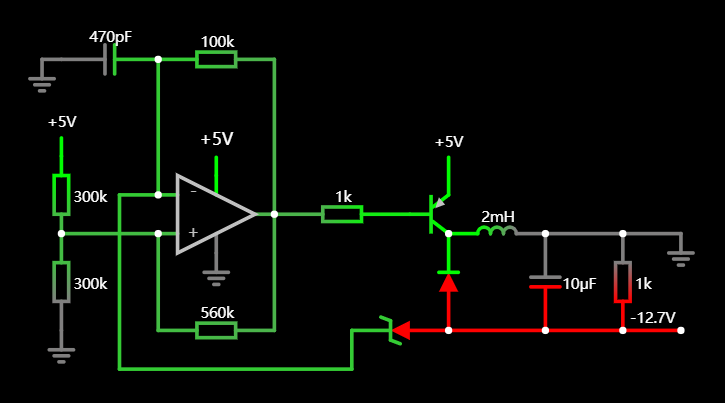 470pF
100k
+5V
+5V
+5V
300k
-
1k
2mH
+
300k
10μF
1k
560k
-12.7V